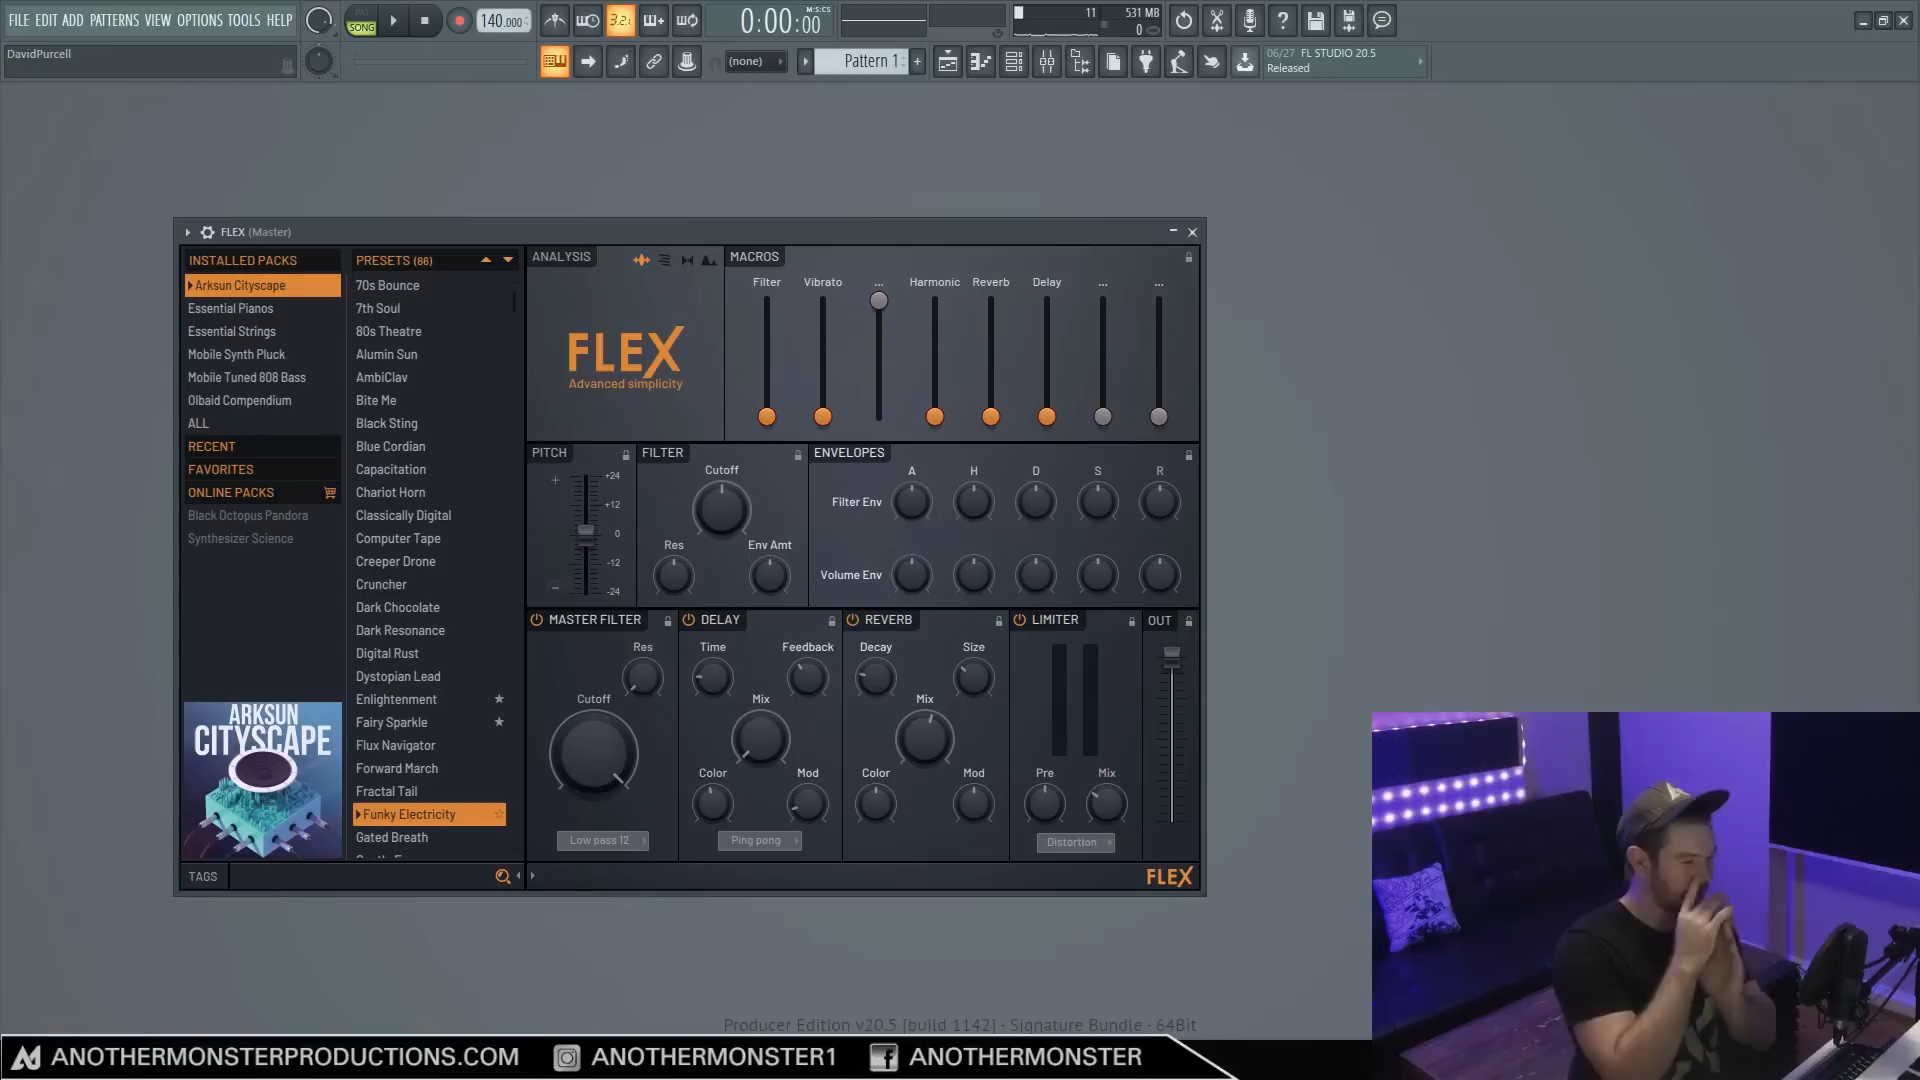 FILE EDIT ADD PATTERNS VIEW OPTIONS TOOLS HELP
PAT
SONG
140.000
3.2.
0:00:00
M:S:CS
11
531 MB
0
DavidPurcell
(none)
Pattern 1
+
06/27 FL STUDIO 20.5
Released
FLEX (Master)
INSTALLED PACKS
Arksun Cityscape
Essential Pianos
Essential Strings
Mobile Synth Pluck
Mobile Tuned 808 Bass
Olbaid Compendium
ALL
RECENT
FAVORITES
ONLINE PACKS
Black Octopus Pandora
Synthesizer Science
ARKSUN
CITYSCAPE
TAGS
PRESETS (66)
70s Bounce
7th Soul
80s Theatre
Alumin Sun
AmbiClav
Bite Me
Black Sting
Blue Cordian
Capacitation
Chariot Horn
Classically Digital
Computer Tape
Creeper Drone
Cruncher
Dark Chocolate
Dark Resonance
Digital Rust
Dystopian Lead
Enlightenment
Fairy Sparkle
Flux Navigator
Forward March
Fractal Tail
Funky Electricity
Gated Breath
ANALYSIS
FLEX
Advanced simplicity
MACROS
Filter Vibrato ... Harmonic Reverb Delay ... ...
PITCH
+24
+12
0
-12
-24
FILTER
Cutoff
Res Env Amt
ENVELOPES
A H D S R
Filter Env
Volume Env
MASTER FILTER
Res
Cutoff
Low pass 12
DELAY
Time Feedback
Mix
Color Mod
Ping pong
REVERB
Decay Size
Mix
Color Mod
LIMITER
Pre Mix
Distortion
OUT
FLEX
Producer Edition v20.5 [build 1142] - Signature Bundle - 64Bit
ANOTHERMONSTERPRODUCTIONS.COM ANOTHERMONSTER1 ANOTHERMONSTER